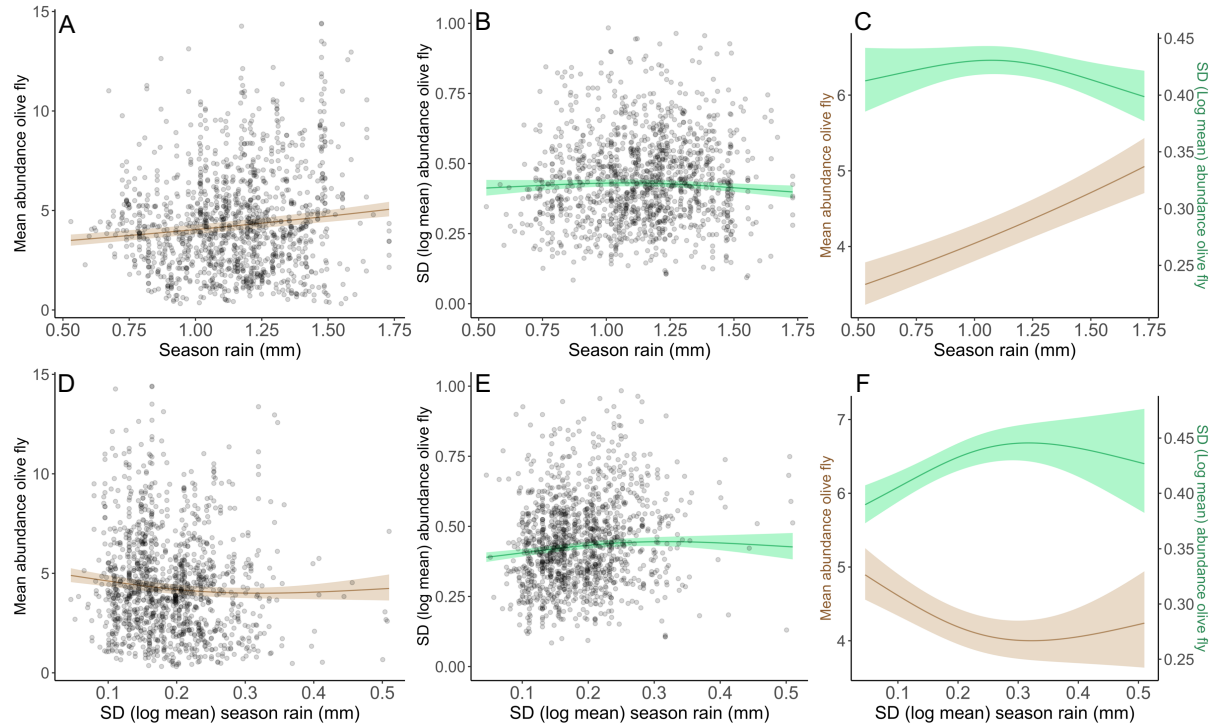 A
Mean abundance olive fly
15
10
5
0
0.50 0.75 1.00 1.25 1.50 1.75
Season rain (mm)
B
SD (log mean) abundance olive fly
1.00
0.75
0.50
0.25
0.00
0.50 0.75 1.00 1.25 1.50 1.75
Season rain (mm)
C
Mean abundance olive fly
6
5
4
SD (Log mean) abundance olive fly
0.45
0.40
0.35
0.30
0.25
0.50 0.75 1.00 1.25 1.50 1.75
Season rain (mm)
D
Mean abundance olive fly
15
10
5
0
0.1 0.2 0.3 0.4 0.5
SD (log mean) season rain (mm)
E
SD (log mean) abundance olive fly
1.00
0.75
0.50
0.25
0.00
0.1 0.2 0.3 0.4 0.5
SD (log mean) season rain (mm)
F
Mean abundance olive fly
7
6
5
4
SD (Log mean) abundance olive fly
0.45
0.40
0.35
0.30
0.25
0.1 0.2 0.3 0.4 0.5
SD (log mean) season rain (mm)